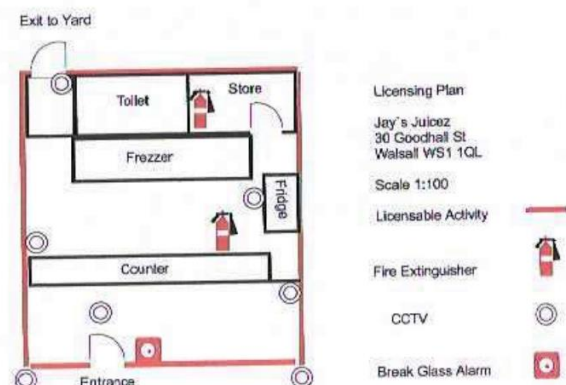 Exit to Yard
Toilet
Store
Frezzer
Fridge
Counter
Entrance
Licensing Plan
Jay's Juicez
30 Goodhall St
Walsall WS1 1QL
Scale 1:100
Licensable Activity
Fire Extinguisher
CCTV
Break Glass Alarm